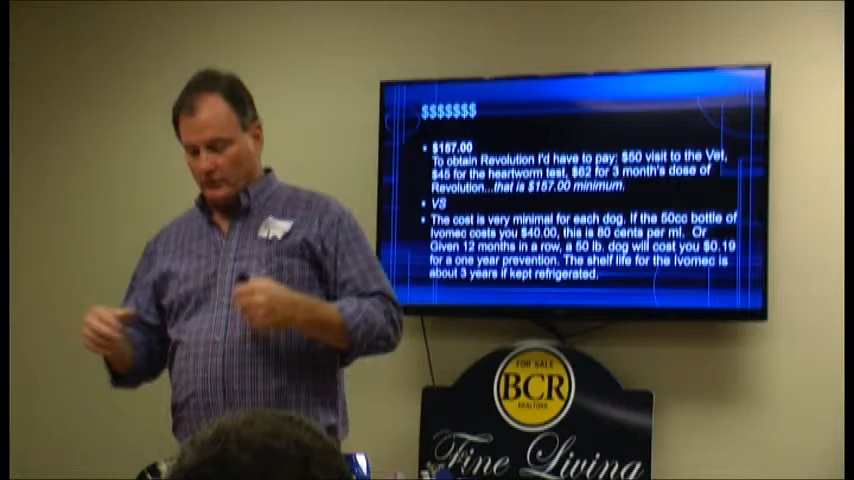 $$$$$$$
$157.00
To obtain Revolution I'd have to pay; $50 visit to the Vet,
$45 for the heartworm test, $62 for 3 month's dose of
Revolution...that is $157.00 minimum.
VS
The cost is very minimal for each dog. If the 50cc bottle of
Ivomec costs you $40.00, this is 80 cents per ml. Or
Given 12 months in a row, a 50 lb. dog will cost you $0.19
for a one year prevention. The shelf life for the Ivomec is
about 3 years if kept refrigerated.
FOR SALE
BCR
REALTORS
Fine Living